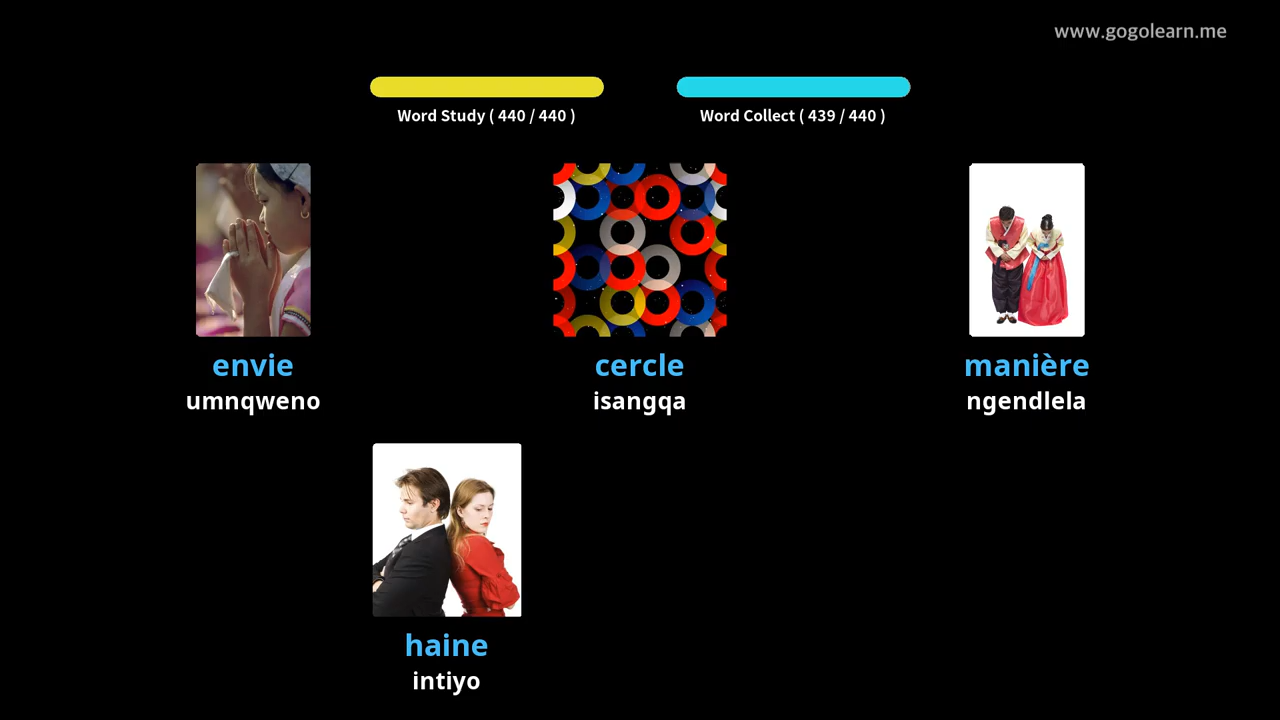 www.gogolearn.me
Word Study ( 440 / 440 )
Word Collect ( 439 / 440 )
envie
umnqweno
cercle
isangqa
manière
ngendlela
haine
intiyo